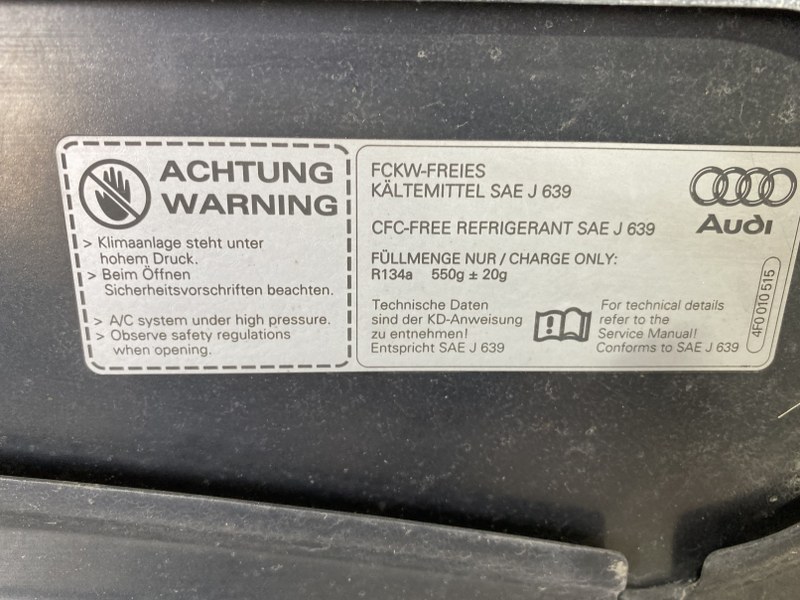 ACHTUNG
WARNING
> Klimaanlage steht unter
hohem Druck.
> Beim Öffnen
Sicherheitsvorschriften beachten.
> A/C system under high pressure.
> Observe safety regulations
when opening.
FCKW-FREIES
KÄLTEMITTEL SAE J 639
CFC-FREE REFRIGERANT SAE J 639
FÜLLMENGE NUR / CHARGE ONLY:
R134a 550g ± 20g
Technische Daten
sind der KD-Anweisung
zu entnehmen!
Entspricht SAE J 639
For technical details
refer to the
Service Manual!
Conforms to SAE J 639
Audi
4F0 010 515